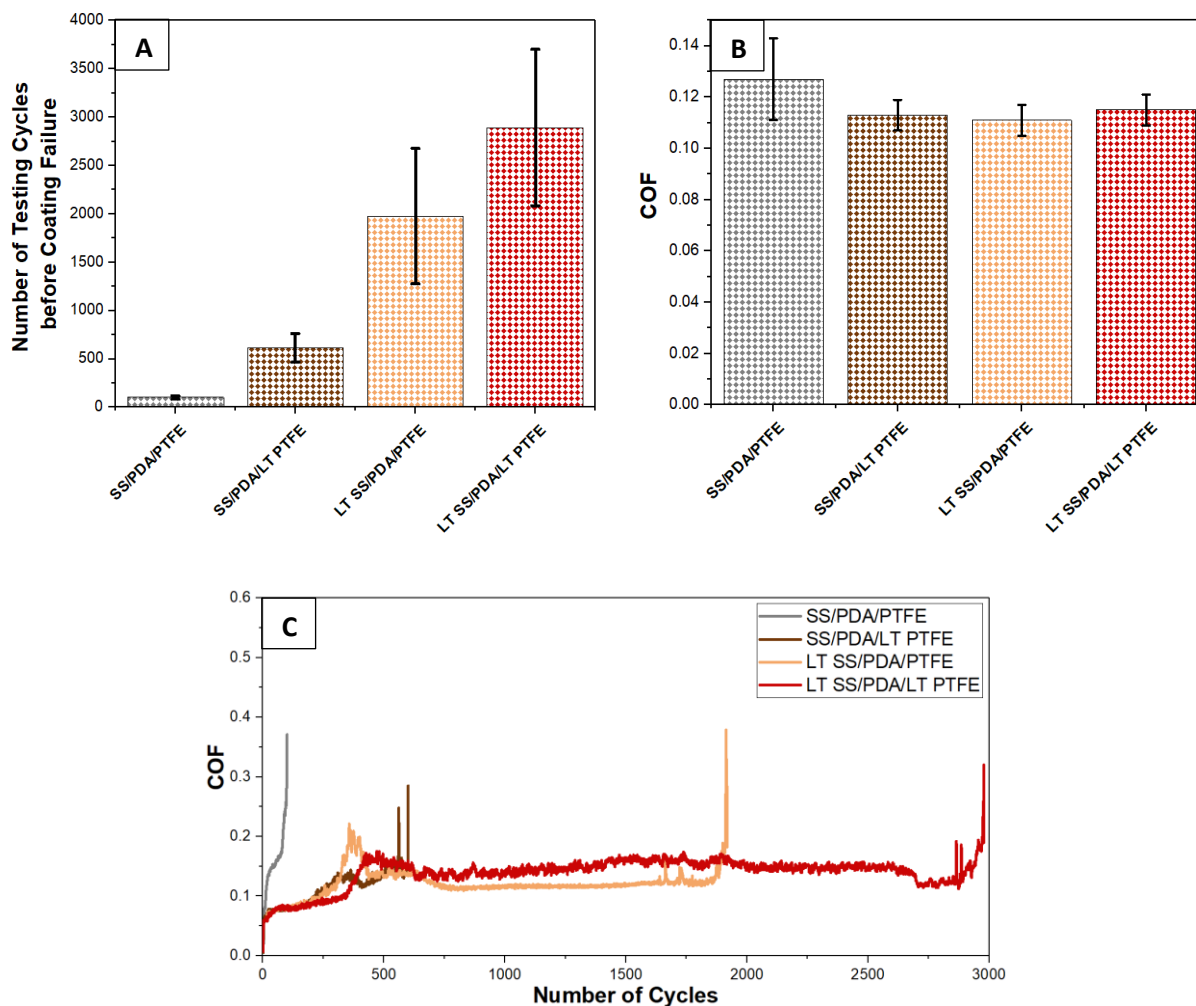 A
Number of Testing Cycles
before Coating Failure
4000
3500
3000
2500
2000
1500
1000
500
0
SS/PDA/PTFE
SS/PDA/LT PTFE
LT SS/PDA/PTFE
LT SS/PDA/LT PTFE
B
COF
0.14
0.12
0.10
0.08
0.06
0.04
0.02
0.00
SS/PDA/PTFE
SS/PDA/LT PTFE
LT SS/PDA/PTFE
LT SS/PDA/LT PTFE
C
COF
0.6
0.5
0.4
0.3
0.2
0.1
0.0
SS/PDA/PTFE
SS/PDA/LT PTFE
LT SS/PDA/PTFE
LT SS/PDA/LT PTFE
0
500
1000
1500
2000
2500
3000
Number of Cycles